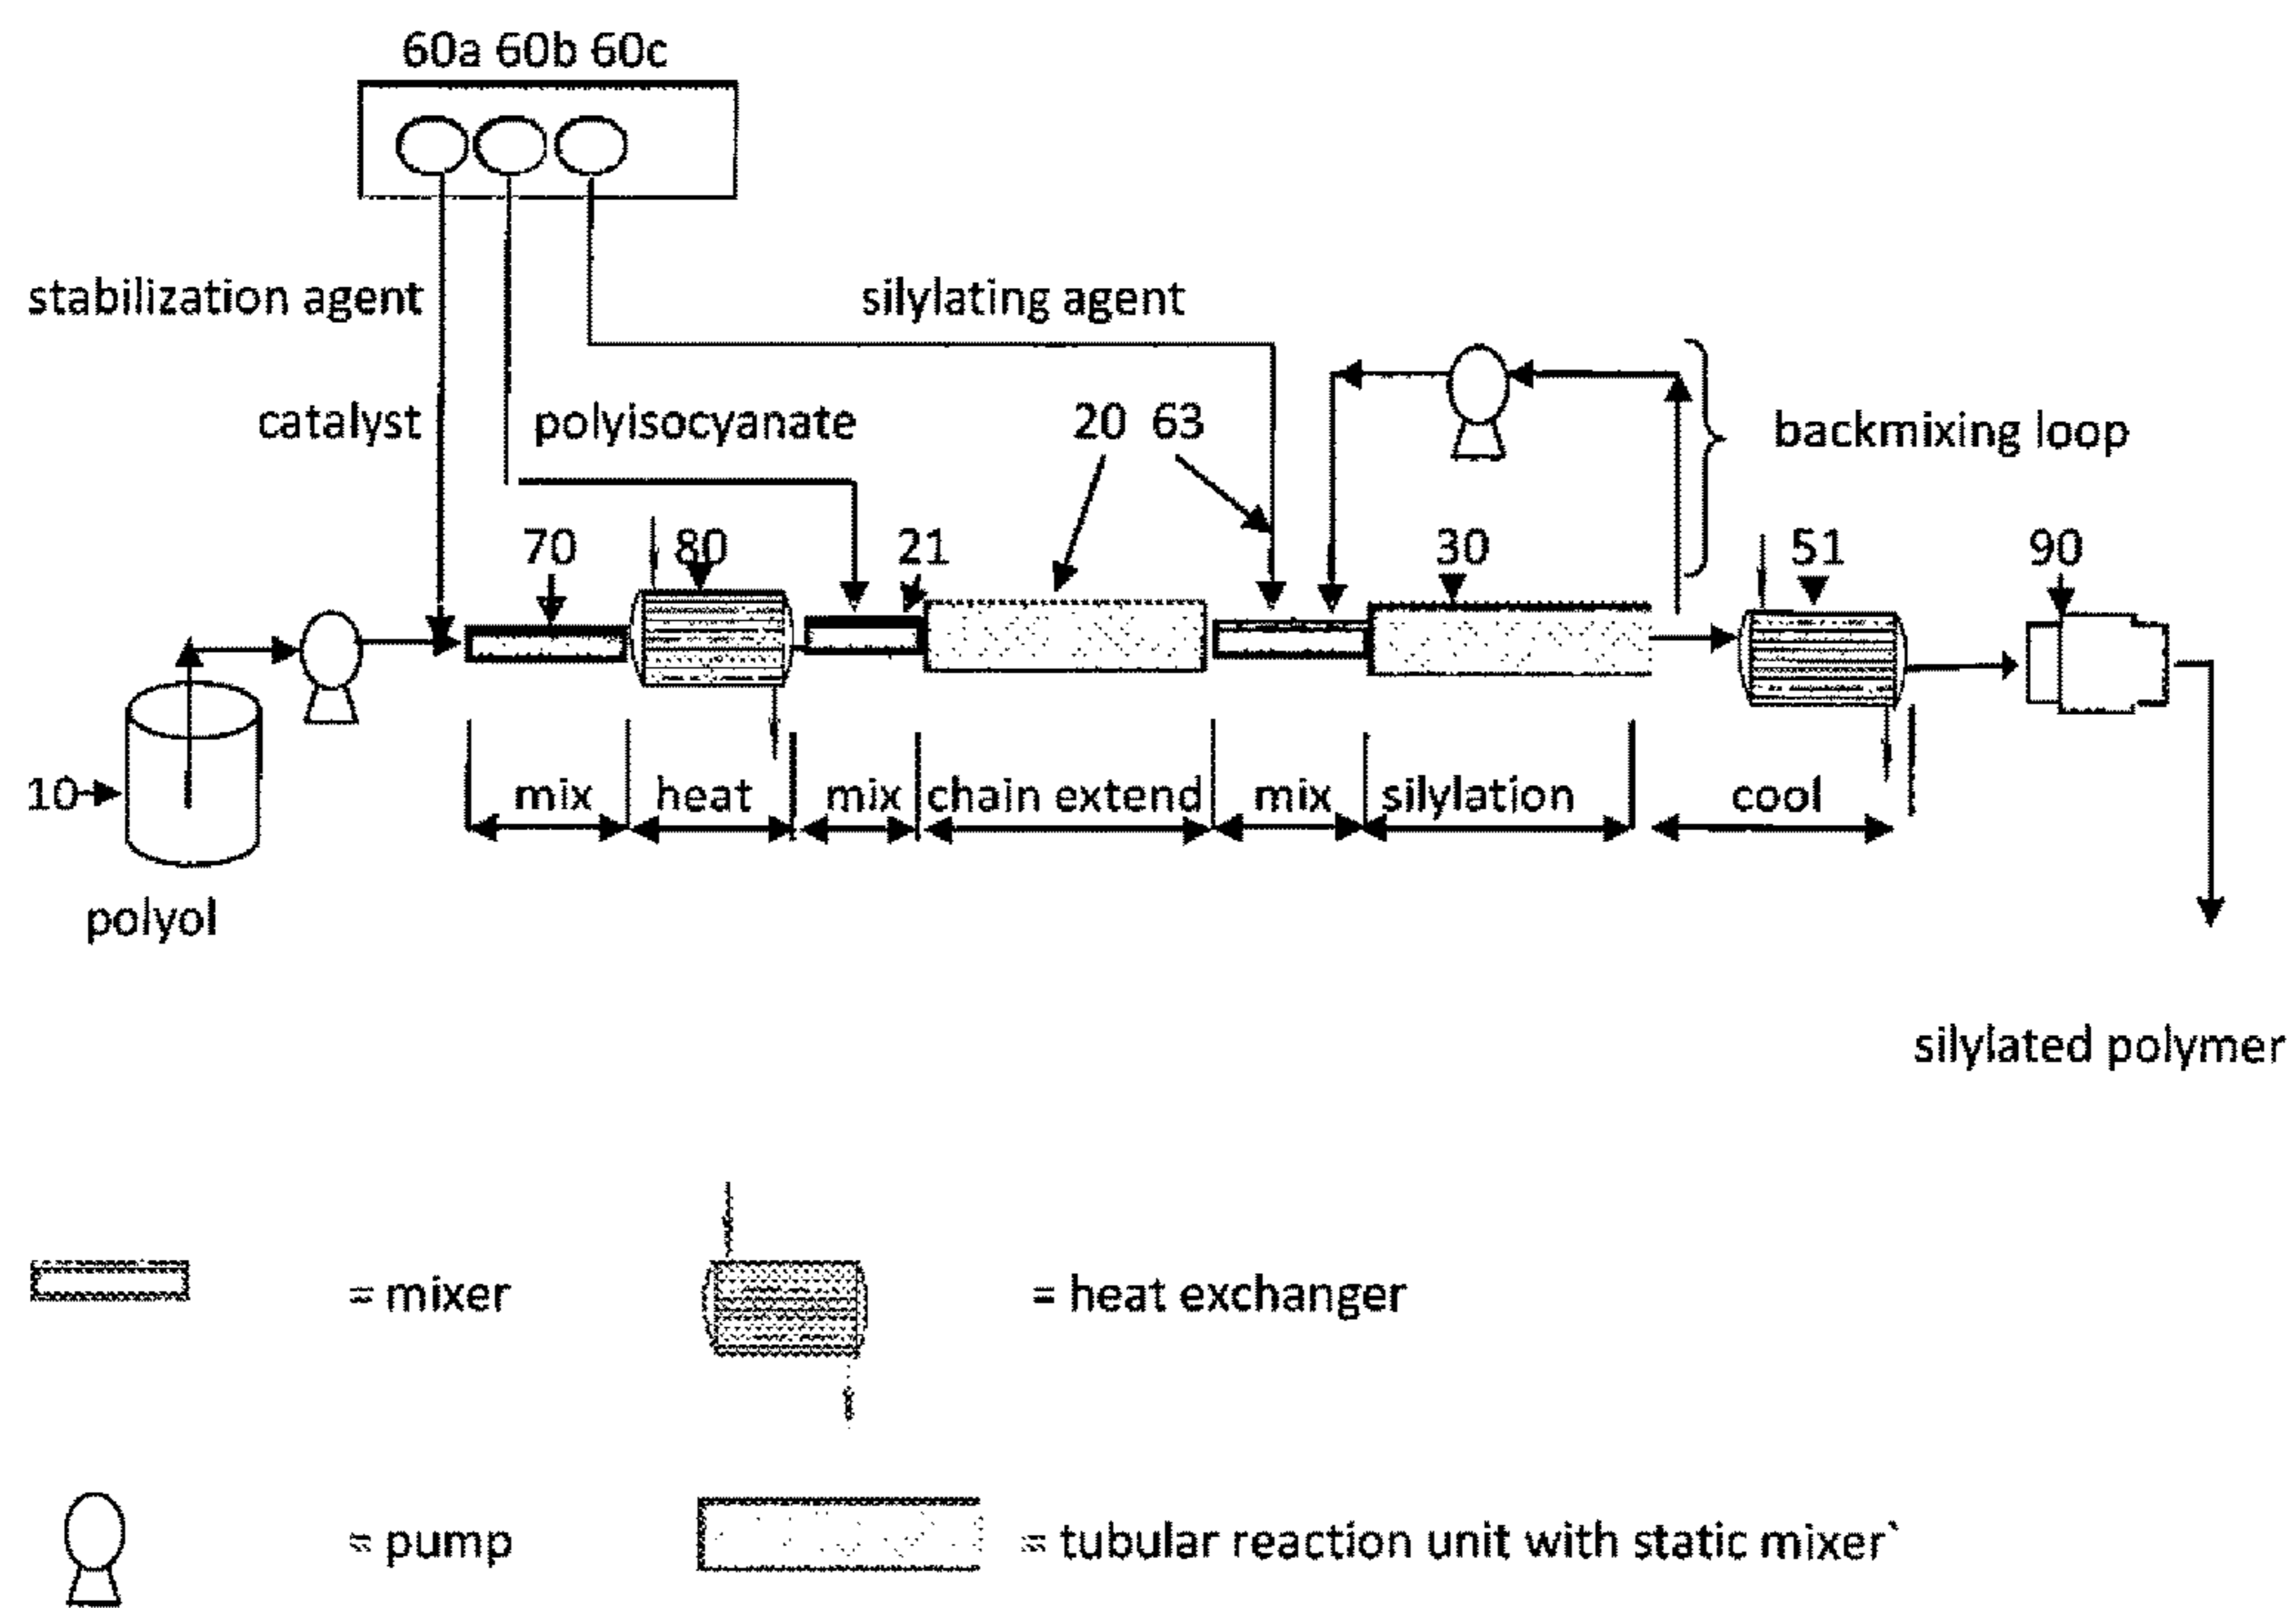 60a 60b 60c
stabilization agent
silylating agent
catalyst
polyisocyanate
20 63
backmixing loop
70
80
21
30
51
90
10
mix
heat
mix
chain extend
mix
silylation
cool
polyol
silylated polymer
= mixer
= heat exchanger
= pump
= tubular reaction unit with static mixer`